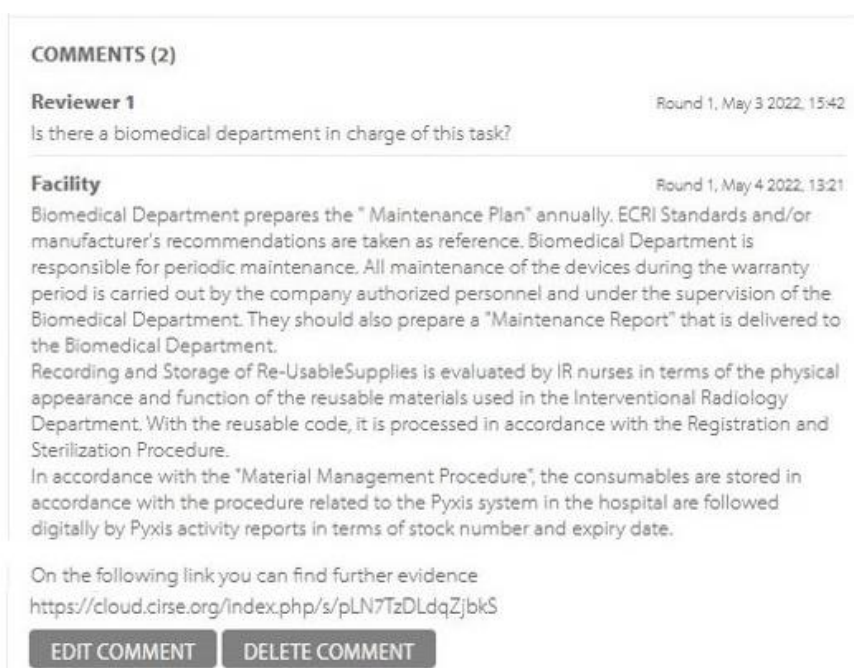 COMMENTS (2)
Reviewer 1
Round 1, May 3 2022, 15:42
Is there a biomedical department in charge of this task?
Facility
Round 1, May 4 2022, 13:21
Biomedical Department prepares the " Maintenance Plan" annually. ECRI Standards and/or
manufacturer's recommendations are taken as reference. Biomedical Department is
responsible for periodic maintenance. All maintenance of the devices during the warranty
period is carried out by the company authorized personnel and under the supervision of the
Biomedical Department. They should also prepare a "Maintenance Report" that is delivered to
the Biomedical Department.
Recording and Storage of Re-UsableSupplies is evaluated by IR nurses in terms of the physical
appearance and function of the reusable materials used in the Interventional Radiology
Department. With the reusable code, it is processed in accordance with the Registration and
Sterilization Procedure.
In accordance with the "Material Management Procedure", the consumables are stored in
accordance with the procedure related to the Pyxis system in the hospital are followed
digitally by Pyxis activity reports in terms of stock number and expiry date.
On the following link you can find further evidence
https://cloud.cirse.org/index.php/s/pLN7TzDLdqZjbkS
EDIT COMMENT DELETE COMMENT